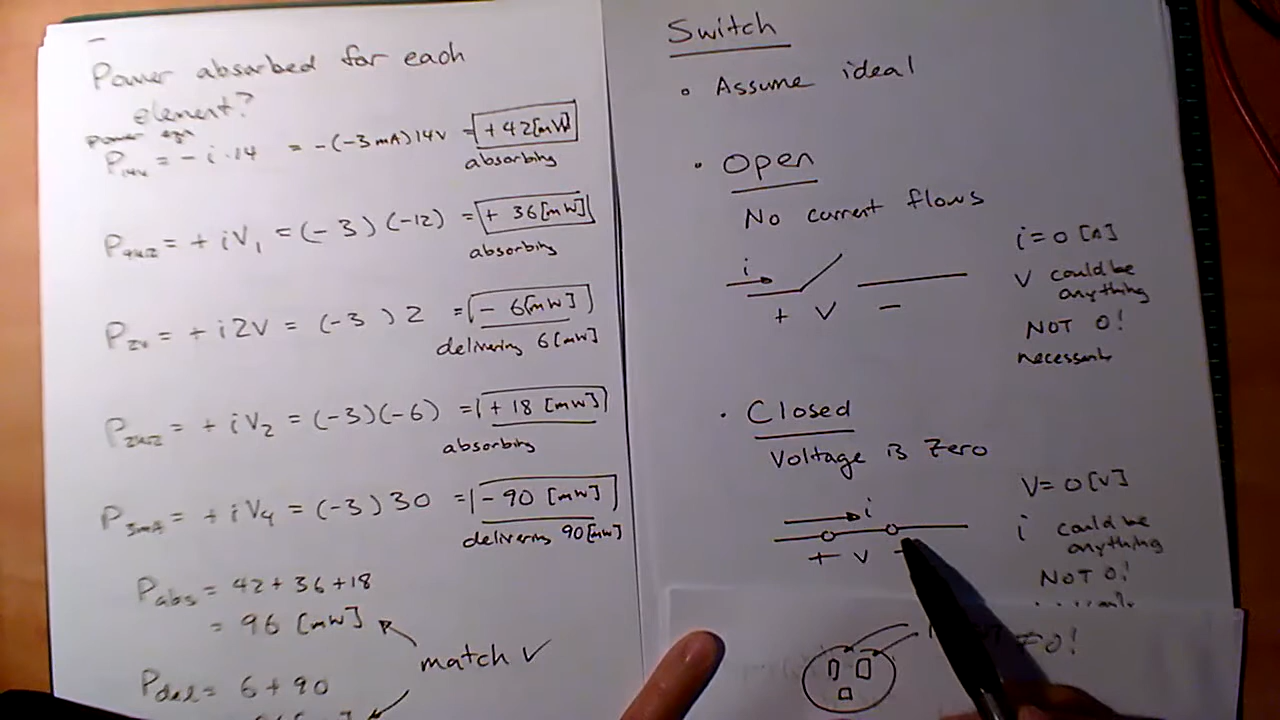 Power absorbed for each
element?
Power eqn
P14V = - i · 14 = -(-3mA)14V = + 42[mW]
absorbing
= + iV1 = (-3)(-12) = + 36[mW]
absorbing
P2V = + i2V = (-3)2 = - 6[mW]
delivering 6[mW]
P2kΩ = + iV2 = (-3)(-6) = + 18 [mW]
absorbing
P3mA = + iV4 = (-3)30 = - 90 [mW]
delivering 90[mW]
Pabs = 42+36+18
= 96 [mW]
match ✓
Pdel = 6+90
Switch
• Assume ideal
• Open
No current flows
i
+ V -
i = 0 [A]
V could be
anything
NOT 0!
necessarily
• Closed
Voltage is Zero
i
+ V -
V = 0 [V]
i could be
anything
NOT 0!
≠0!